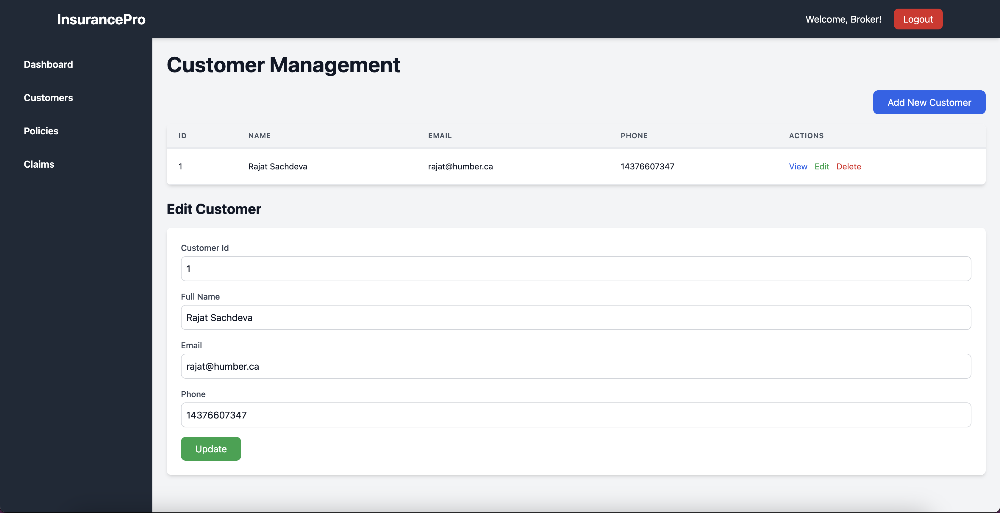 InsurancePro
Welcome, Broker! Logout
Dashboard
Customers
Policies
Claims
Customer Management
Add New Customer
ID NAME EMAIL PHONE ACTIONS
1 Rajat Sachdeva rajat@humber.ca 14376607347 View Edit Delete
Edit Customer
Customer Id
1
Full Name
Rajat Sachdeva
Email
rajat@humber.ca
Phone
14376607347
Update